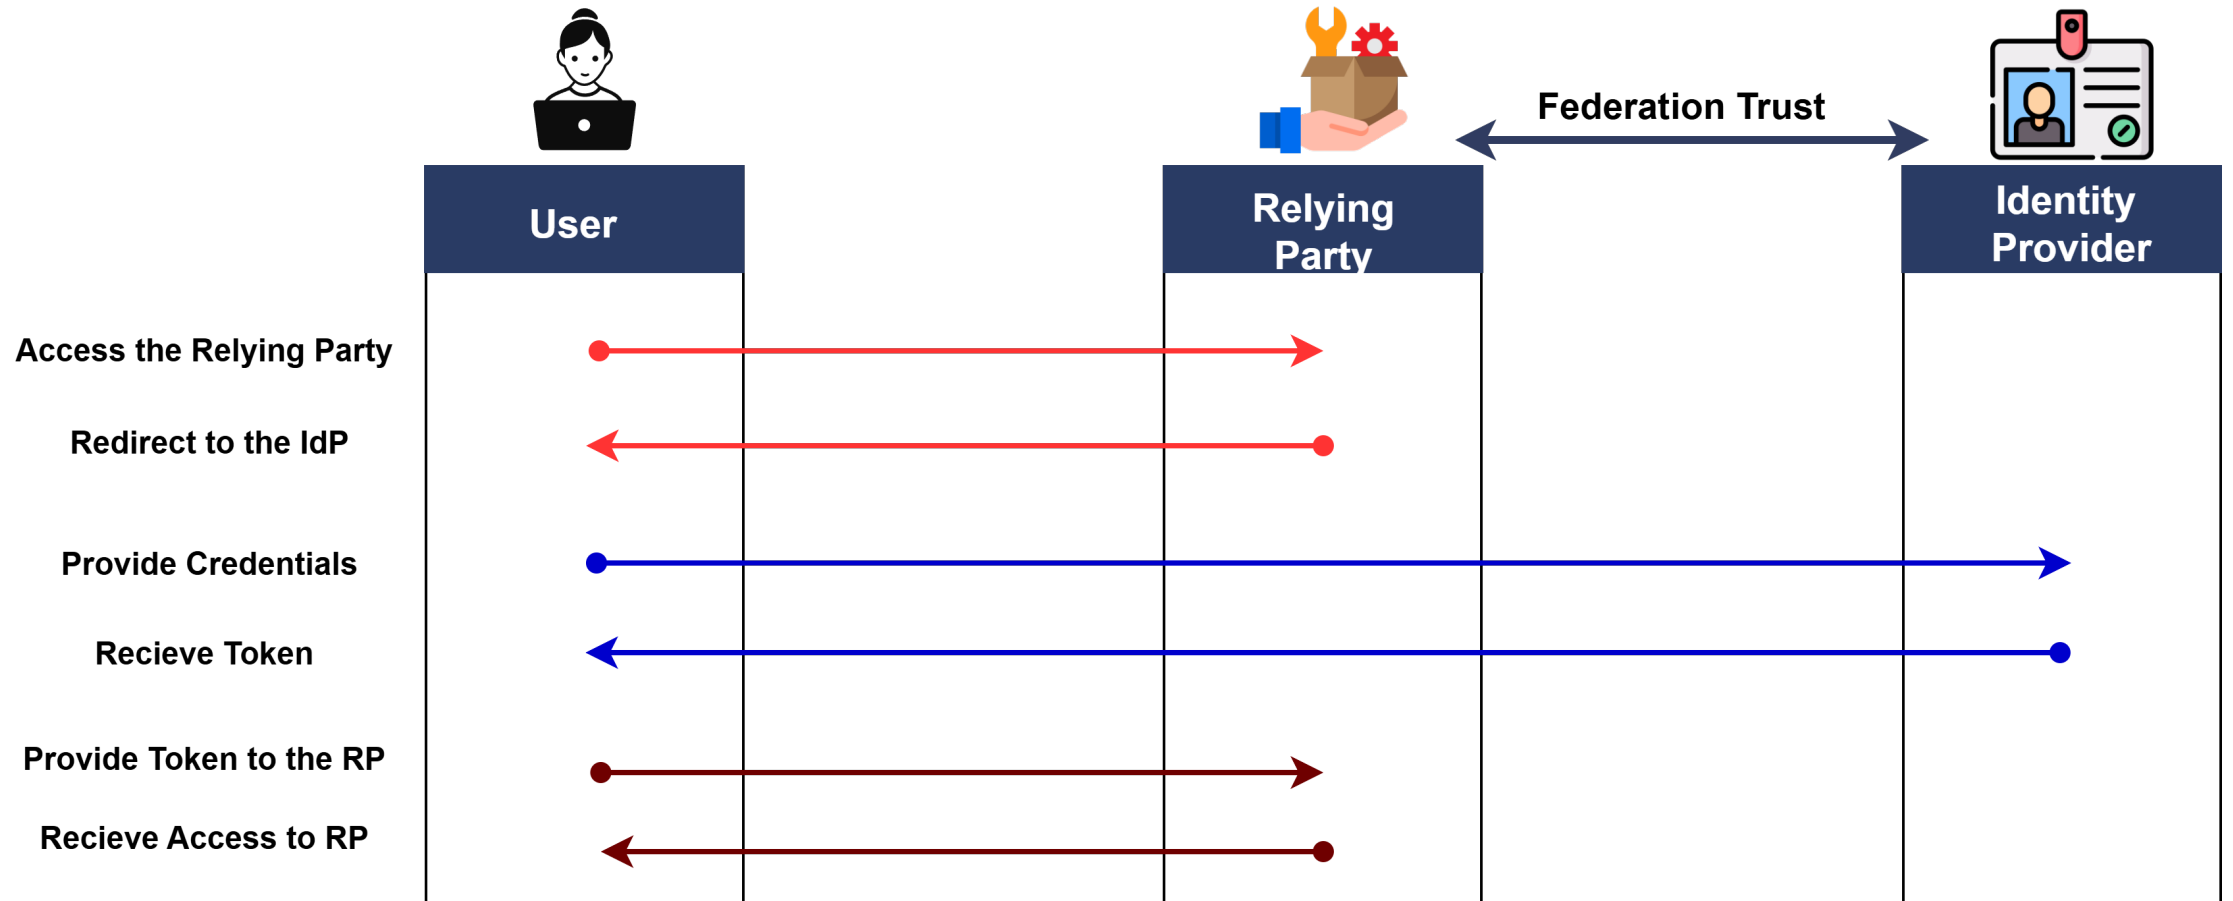 Federation Trust
User
Relying
Party
Identity
Provider
Access the Relying Party
Redirect to the IdP
Provide Credentials
Recieve Token
Provide Token to the RP
Recieve Access to RP